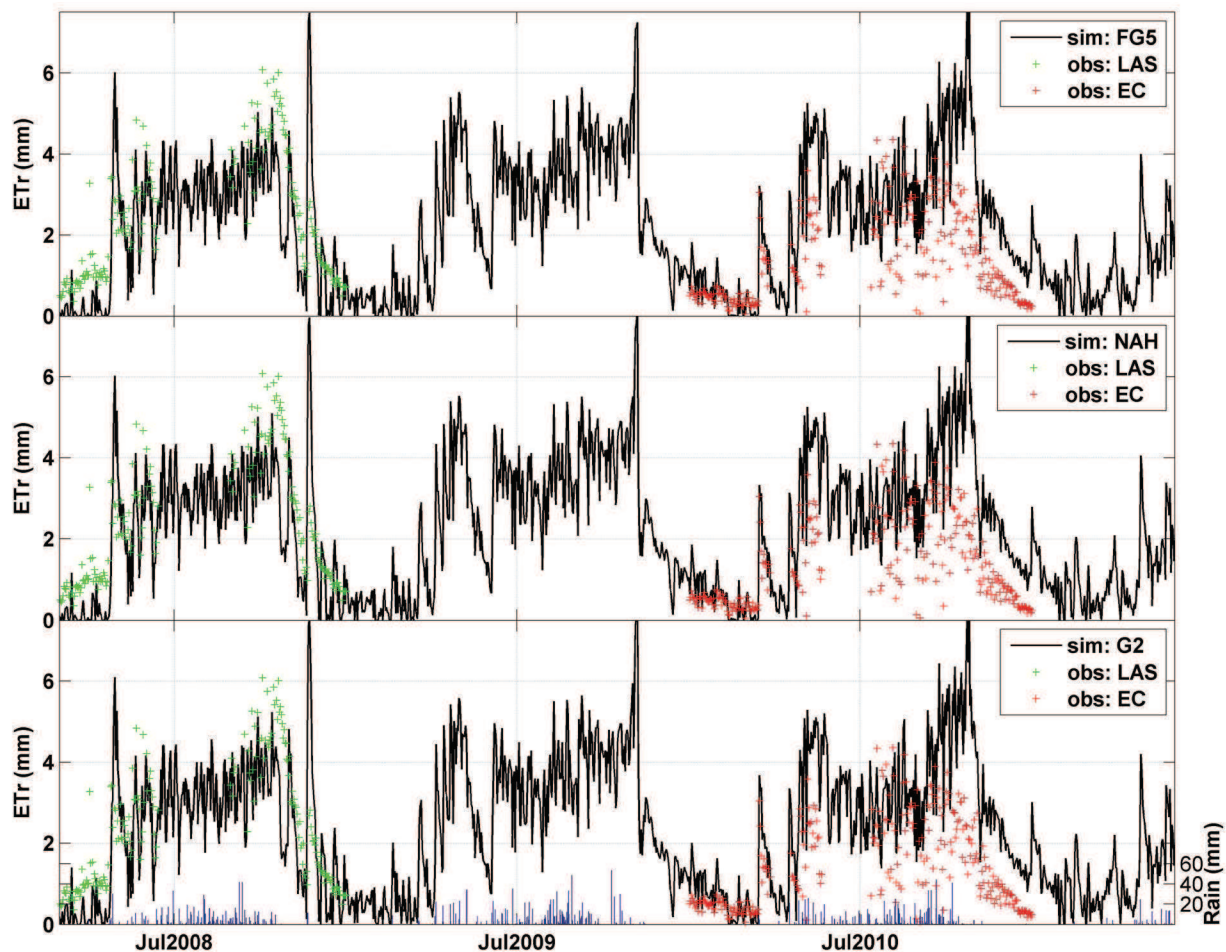 sim: FG5
obs: LAS
obs: EC
ETr (mm)
6
4
2
0
sim: NAH
obs: LAS
obs: EC
ETr (mm)
6
4
2
0
sim: G2
obs: LAS
obs: EC
ETr (mm)
6
4
2
0
60
40
20
Rain (mm)
Jul2008
Jul2009
Jul2010